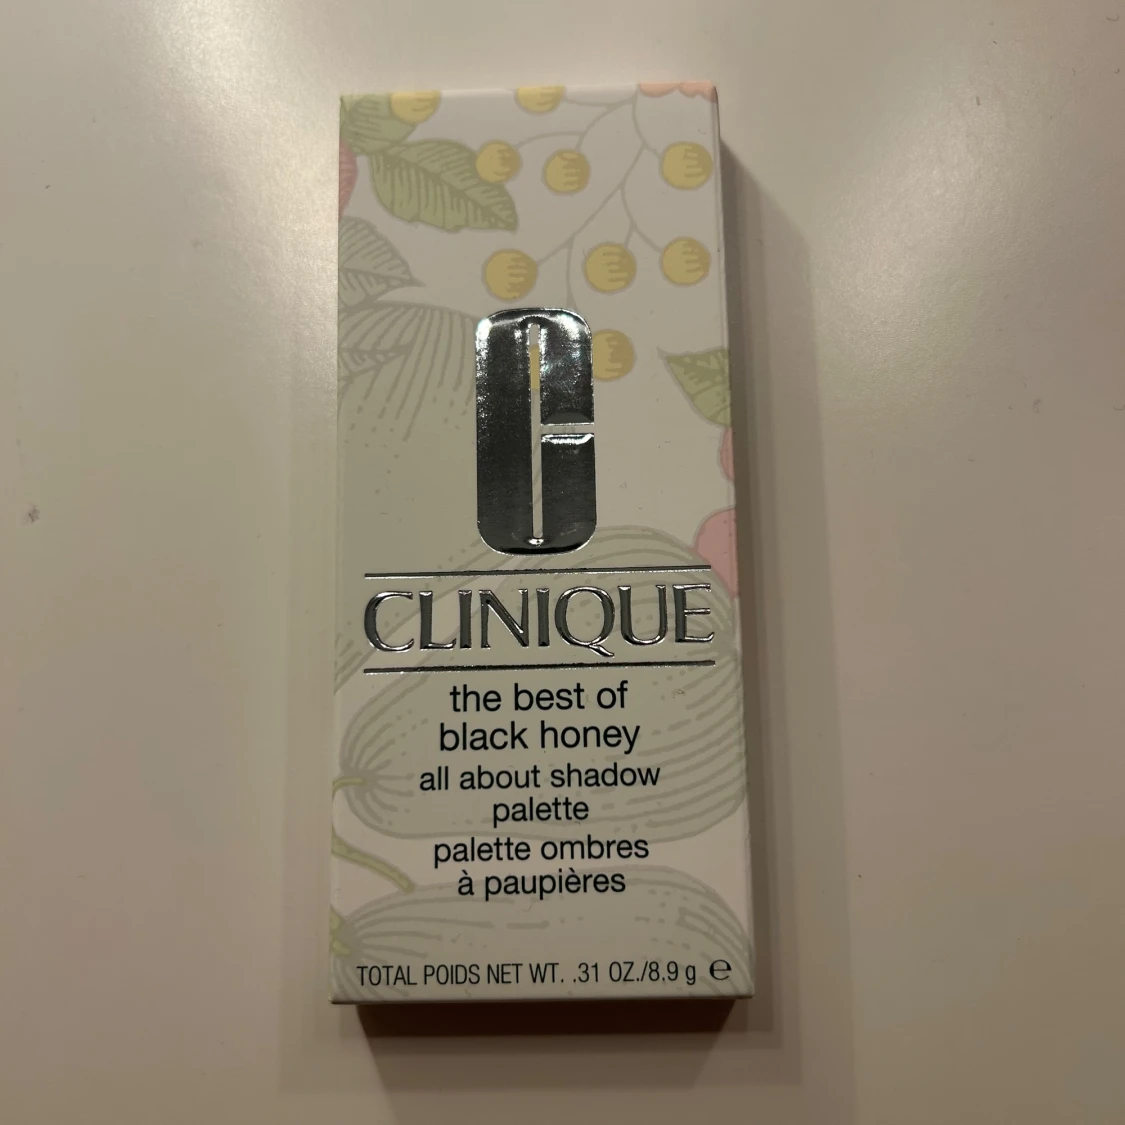 CLINIQUE
the best of
black honey
all about shadow
palette
palette ombres
à paupières
TOTAL POIDS NET WT. .31 OZ./8.9 g ℮